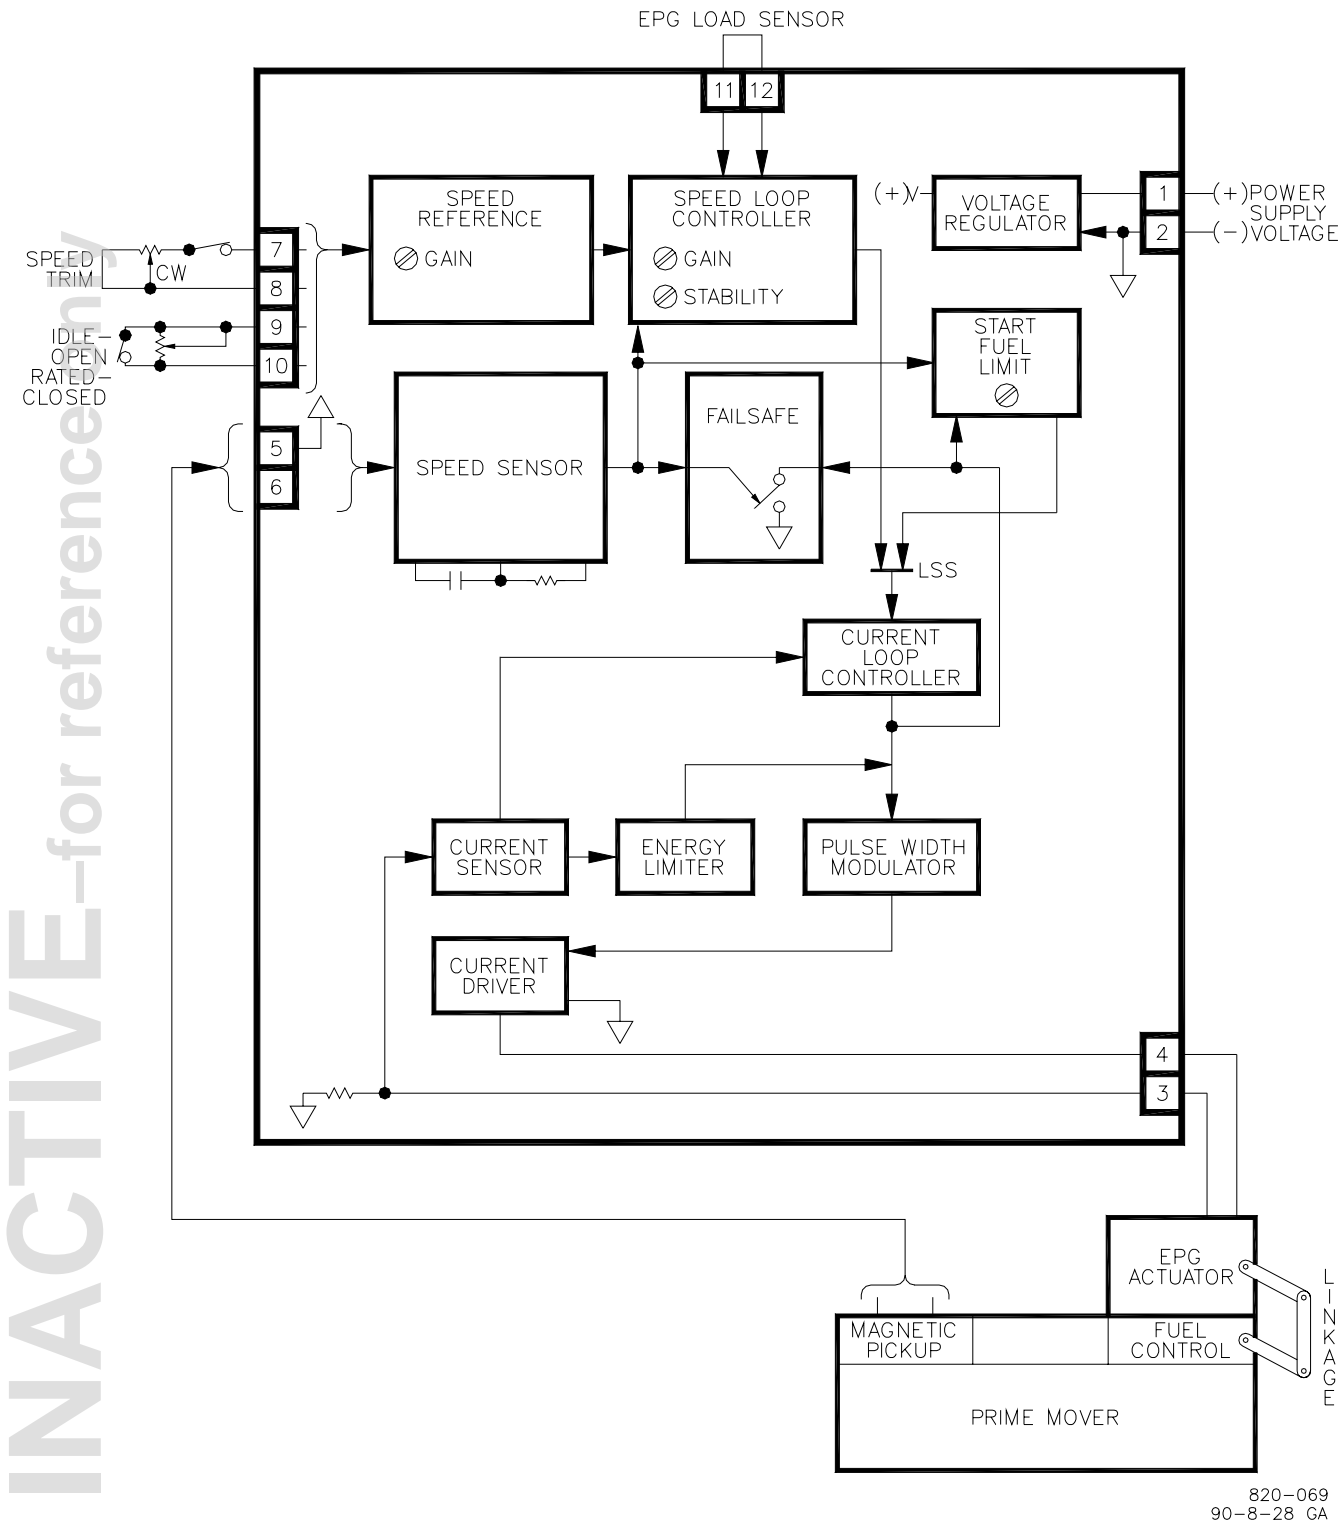 EPG LOAD SENSOR
11 12
SPEED
REFERENCE
GAIN
SPEED LOOP
CONTROLLER
GAIN
STABILITY
(+)V
VOLTAGE
REGULATOR
1
2
(+)POWER
SUPPLY
(-)VOLTAGE
SPEED
TRIM
CW
7
8
9
10
IDLE-
OPEN
RATED-
CLOSED
5
6
START
FUEL
LIMIT
SPEED SENSOR
FAILSAFE
LSS
CURRENT
LOOP
CONTROLLER
CURRENT
SENSOR
ENERGY
LIMITER
PULSE WIDTH
MODULATOR
CURRENT
DRIVER
4
3
EPG
ACTUATOR
LINKAGE
MAGNETIC
PICKUP
FUEL
CONTROL
PRIME MOVER
820-069
90-8-28 GA
INACTIVE-for reference only